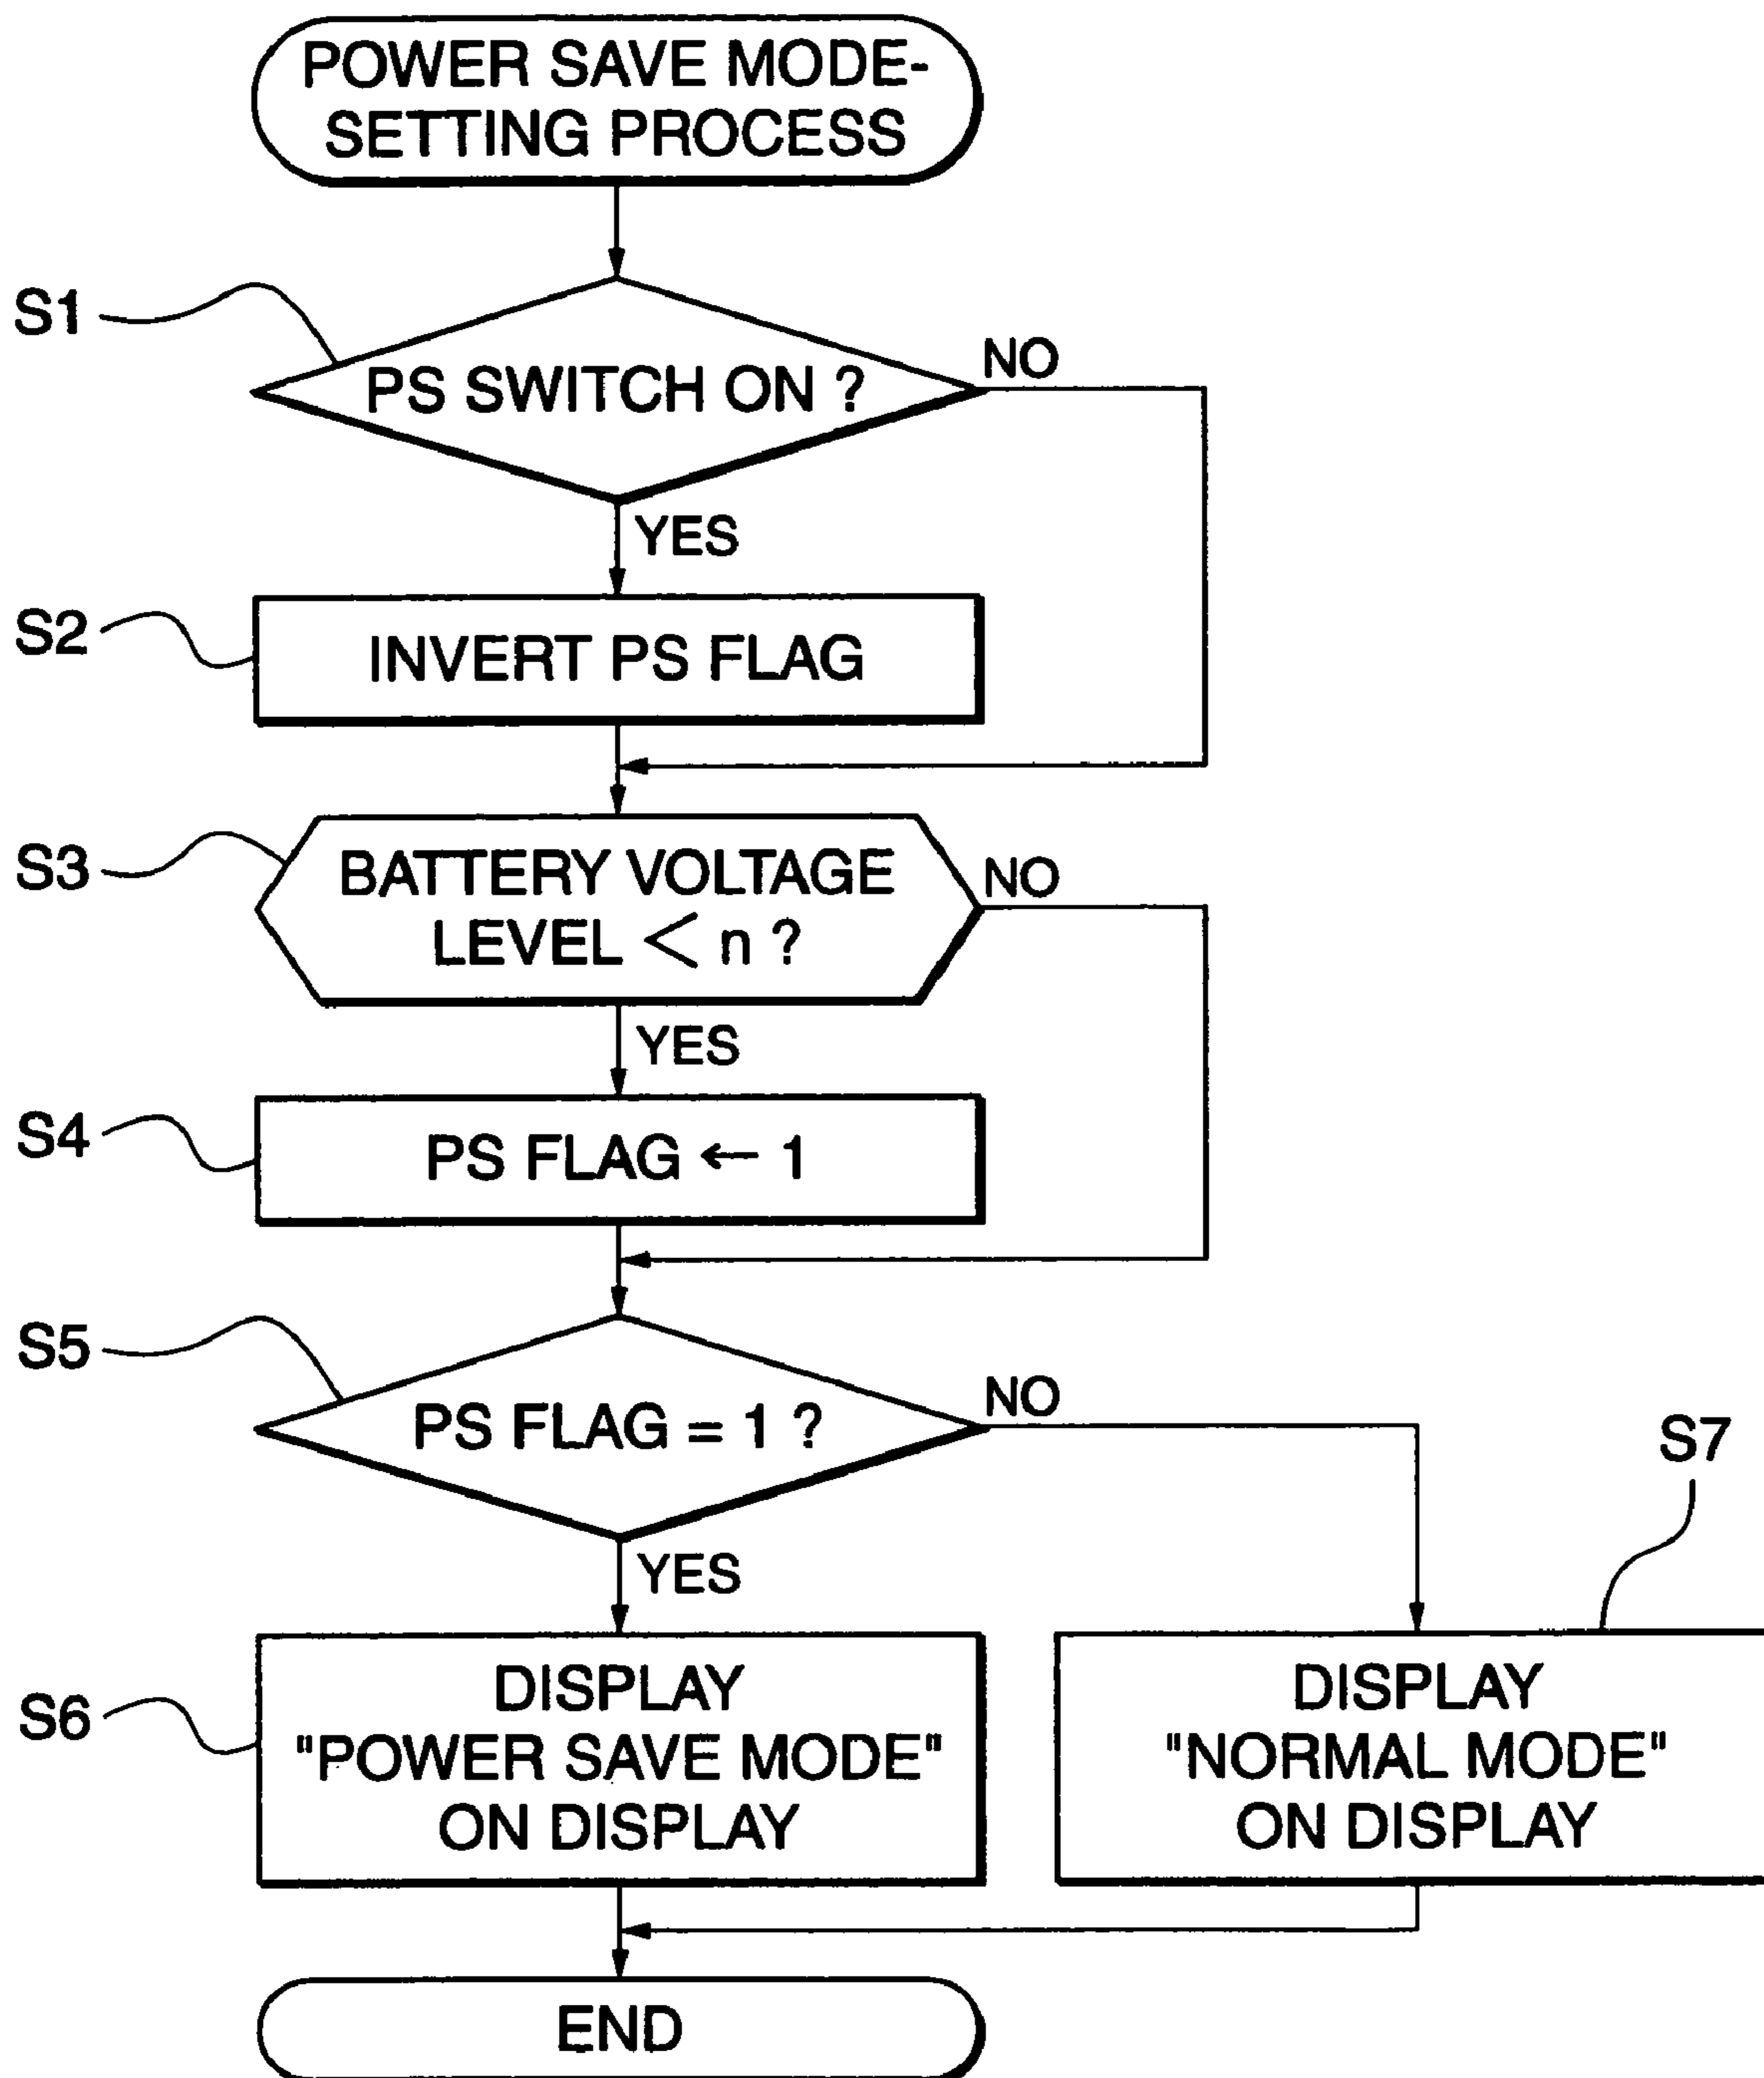 POWER SAVE MODE-
SETTING PROCESS
S1
PS SWITCH ON ?
NO
YES
S2
INVERT PS FLAG
S3
BATTERY VOLTAGE
LEVEL < n ?
NO
YES
S4
PS FLAG ← 1
S5
PS FLAG = 1 ?
NO
S7
YES
S6
DISPLAY
"POWER SAVE MODE"
ON DISPLAY
DISPLAY
"NORMAL MODE"
ON DISPLAY
END